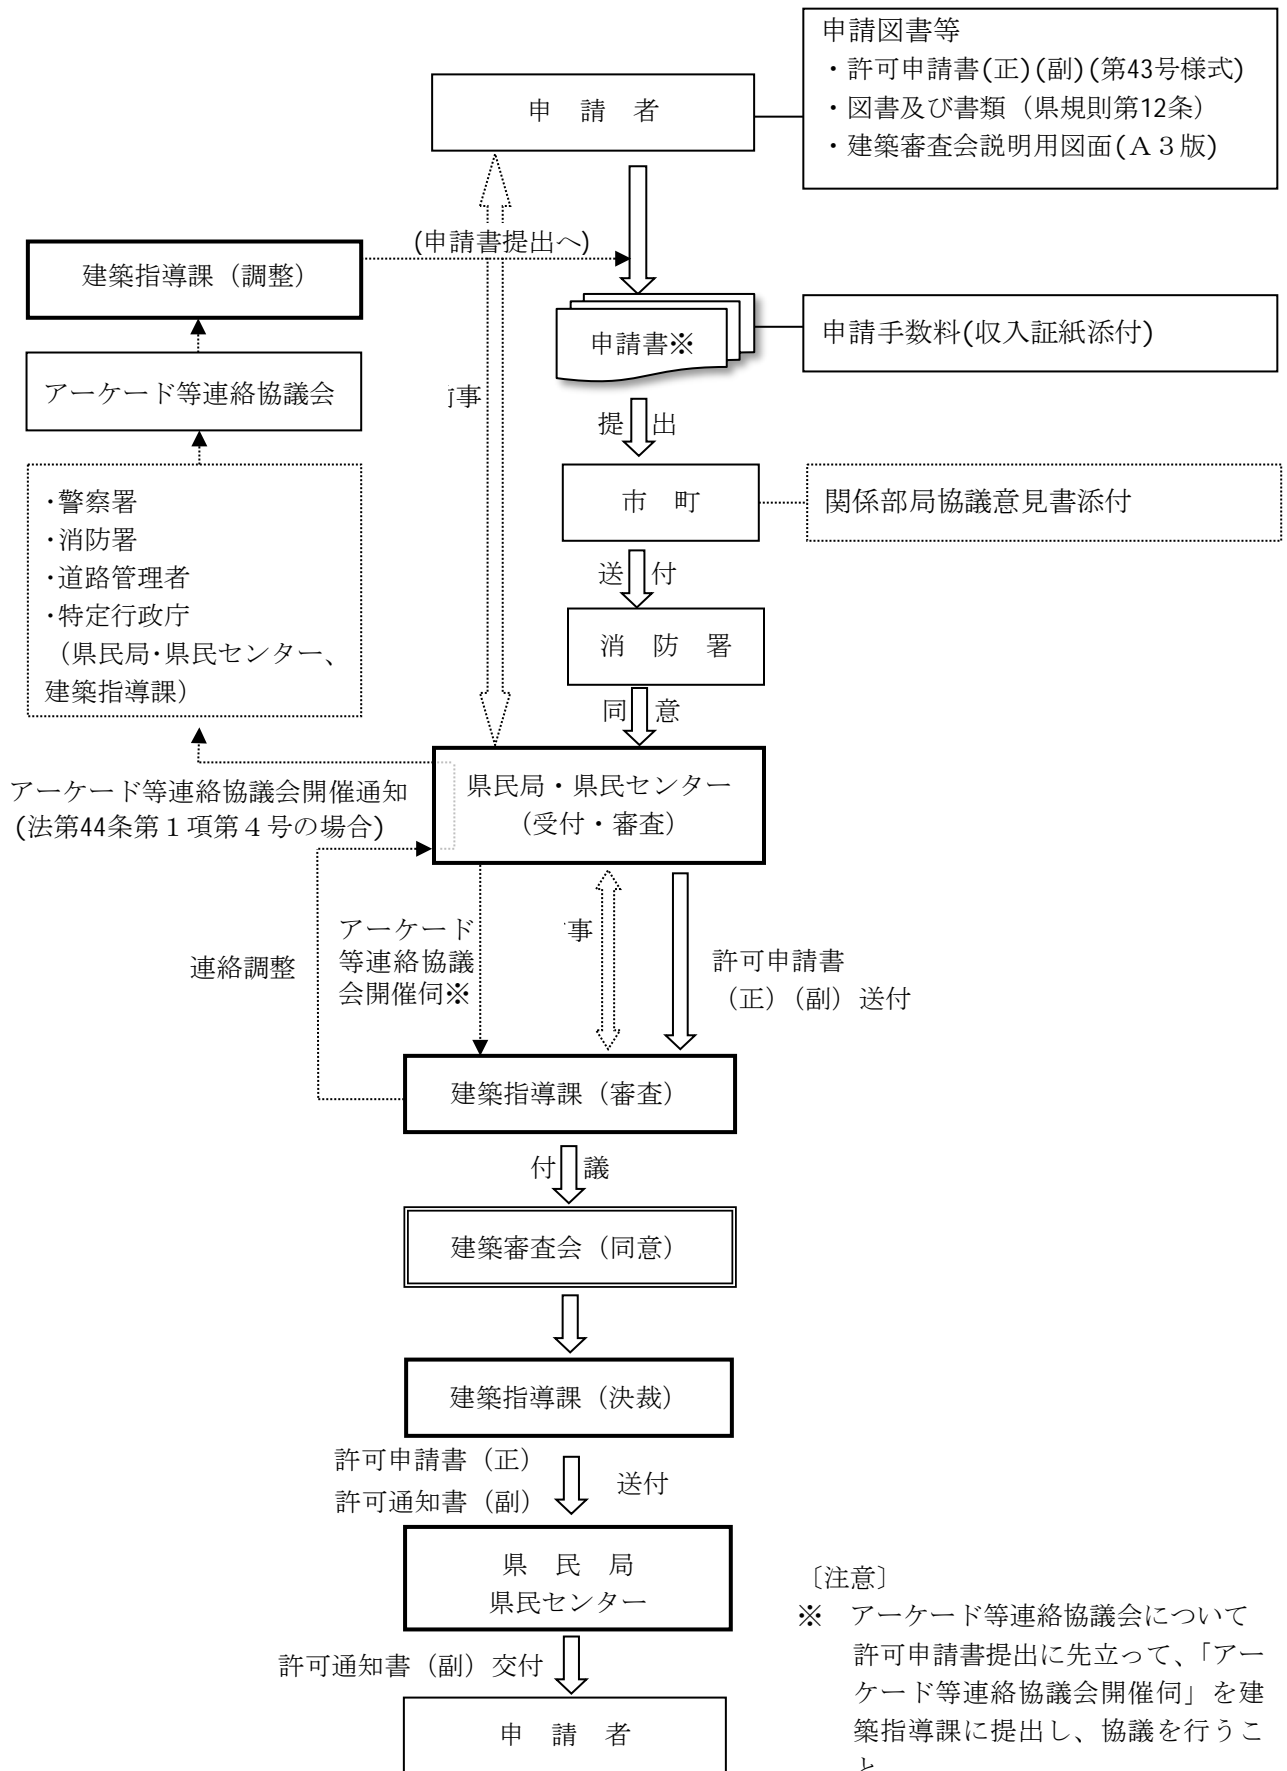 申請図書等
・許可申請書(正)(副)(第43号様式)
・図書及び書類（県規則第12条）
・建築審査会説明用図面(Ａ３版)
申　請　者
(申請書提出へ)
建築指導課（調整）
申請書※
申請手数料(収入証紙添付)
アーケード等連絡協議会
事
提 出
市　町
関係部局協議意見書添付
・警察署
・消防署
・道路管理者
・特定行政庁
（県民局・県民センター、
建築指導課）
送 付
消　防　署
同 意
アーケード等連絡協議会開催通知
(法第44条第１項第４号の場合)
県民局・県民センター
（受付・審査）
連絡調整
アーケード
等連絡協議
会開催伺※
事
許可申請書
（正）（副）送付
建築指導課（審査）
付 議
建築審査会（同意）
建築指導課（決裁）
許可申請書（正）
許可通知書（副）
送付
県　民　局
県民センター
許可通知書（副）交付
申　請　者
〔注意〕
※　アーケード等連絡協議会について
許可申請書提出に先立って、「アー
ケード等連絡協議会開催伺」を建
築指導課に提出し、協議を行うこ
と